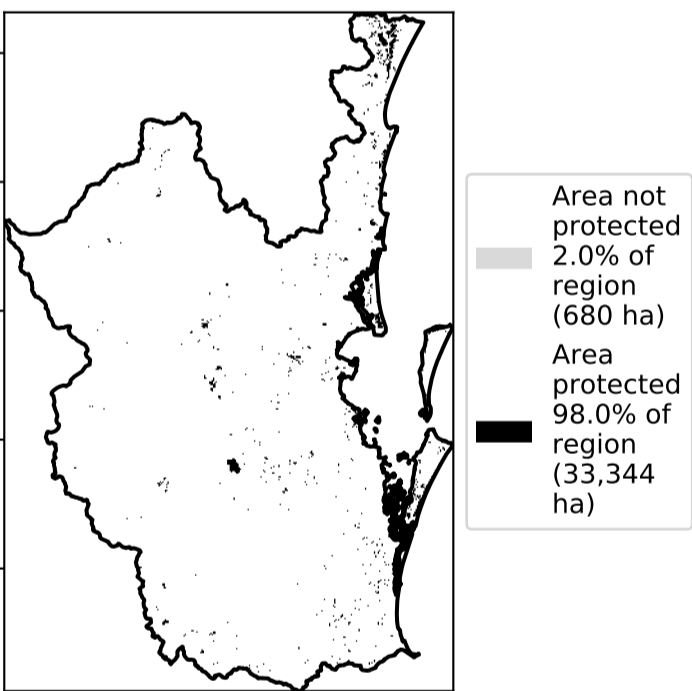 Area not
protected
2.0% of
region
(680 ha)
Area
protected
98.0% of
region
(33,344
ha)